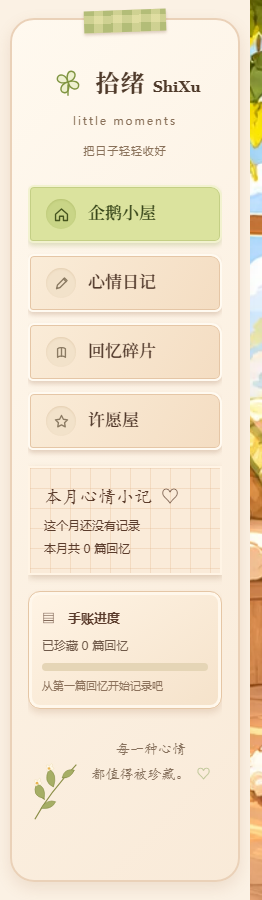 拾绪 ShiXu
little moments
把日子轻轻收好
企鹅小屋
心情日记
回忆碎片
许愿屋
本月心情小记 ♡
这个月还没有记录
本月共 0 篇回忆
手账进度
已珍藏 0 篇回忆
从第一篇回忆开始记录吧
每一种心情
都值得被珍藏。 ♡